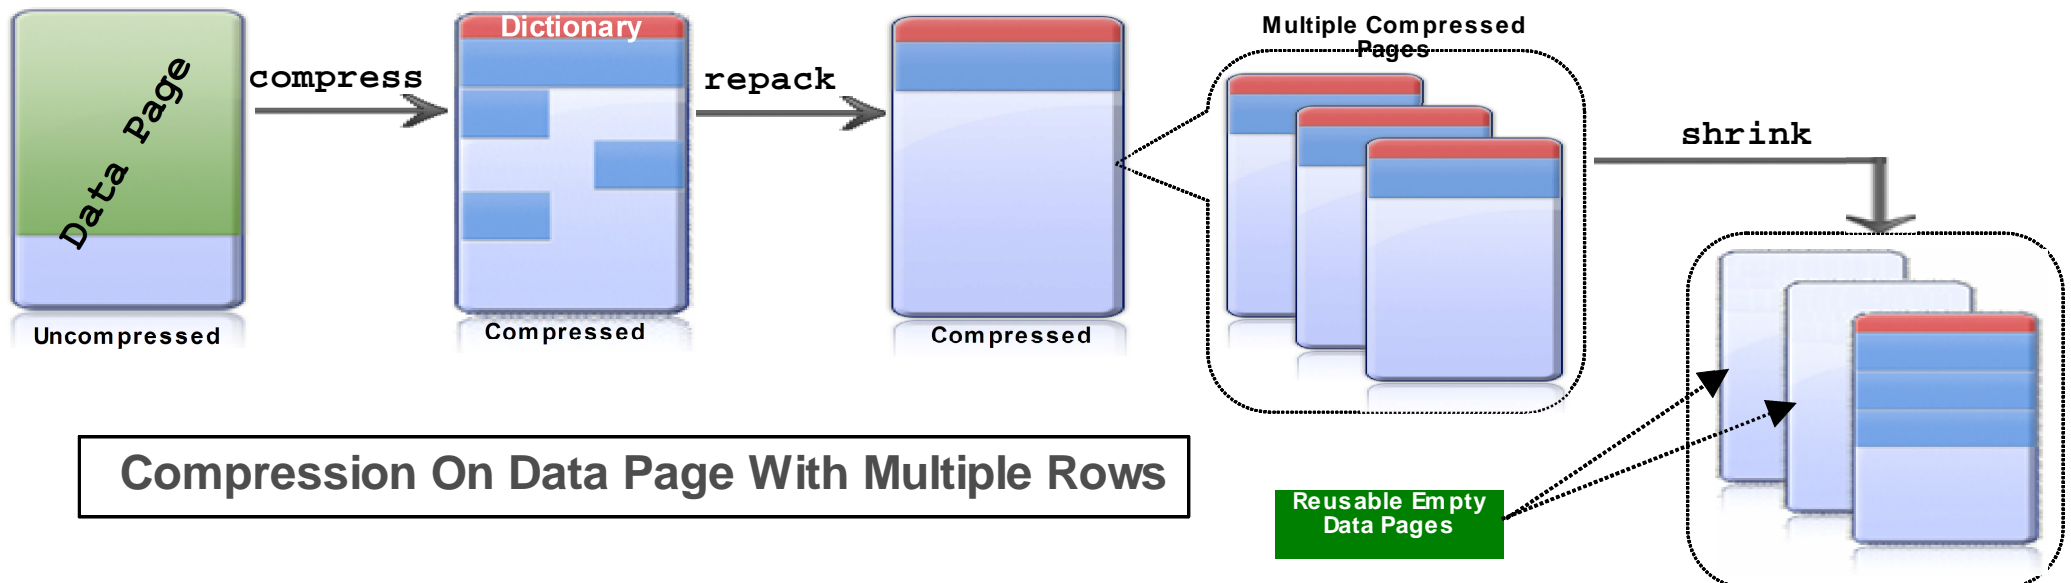 Data Page
Uncompressed
compress
Dictionary
Compressed
repack
Compressed
Multiple Compressed
Pages
shrink
Compression On Data Page With Multiple Rows
Reusable Empty
Data Pages